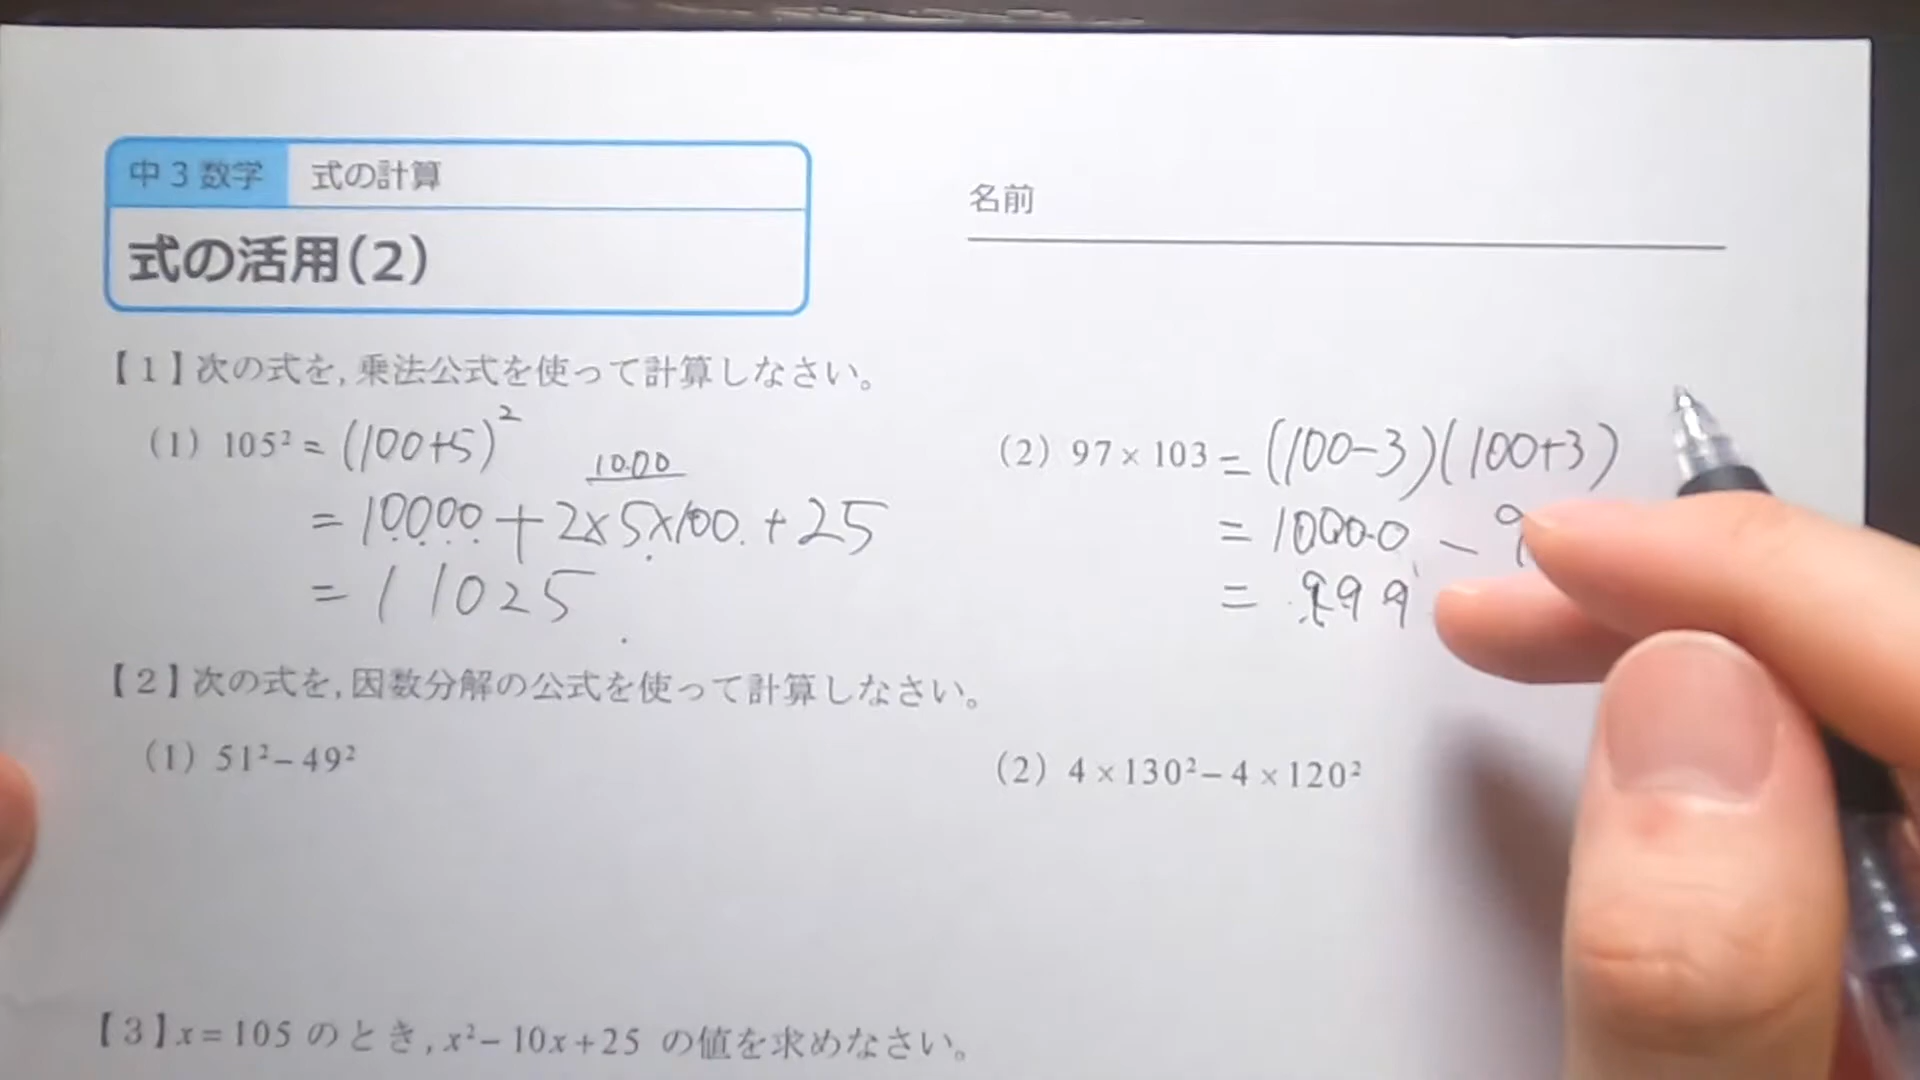 中3数学 式の計算
式の活用(2)
名前
【1】次の式を,乗法公式を使って計算しなさい。
(1) 105² = (100+5)²
1000
= 10000 + 2×5×100 + 25
= 11025
(2) 97×103 = (100-3)(100+3)
= 10000 - 9
= 999
【2】次の式を,因数分解の公式を使って計算しなさい。
(1) 51²-49²
(2) 4×130²-4×120²
【3】x=105のとき,x²-10x+25 の値を求めなさい。